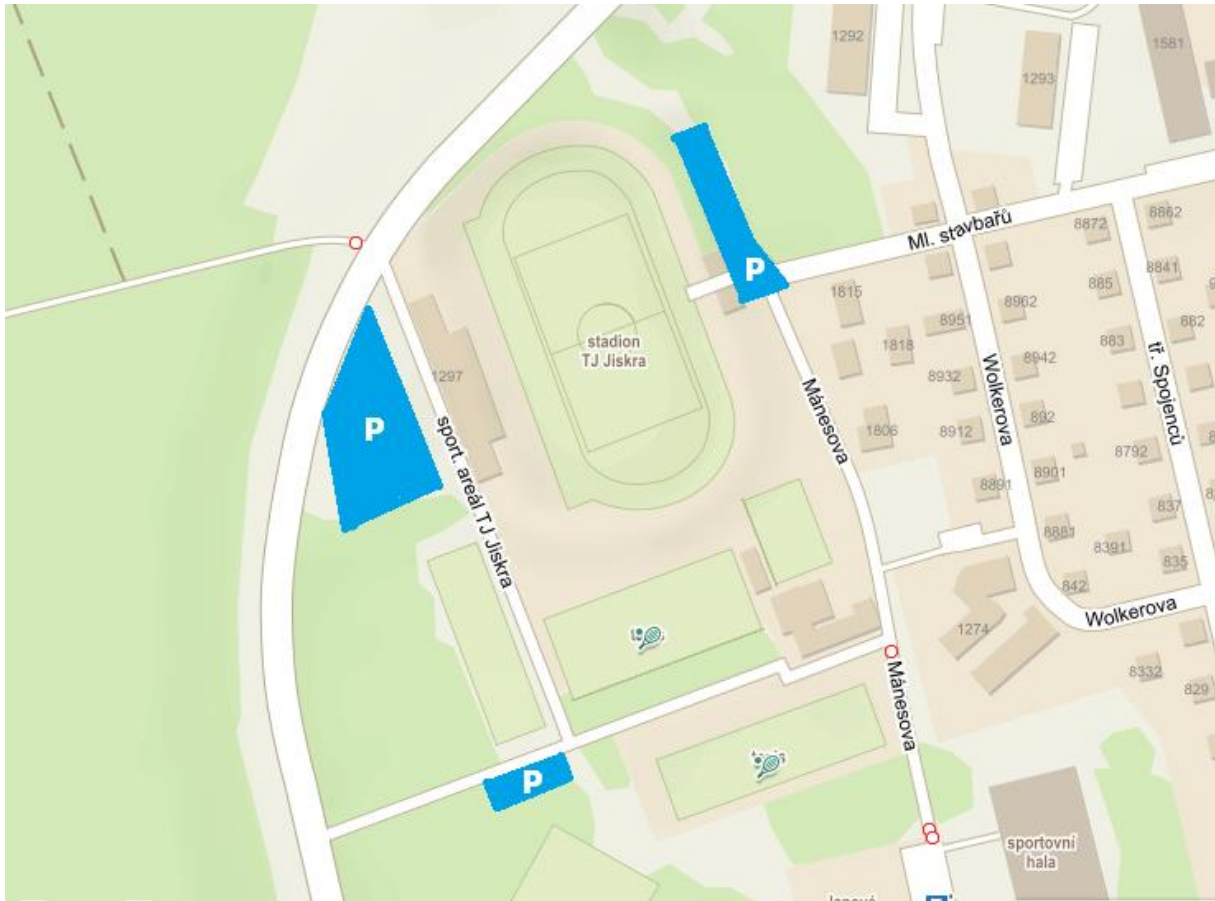 1292
1293
1581
P
Ml. stavbařů
8872
8862
8841
885
882
883
1815
1818
8951
8962
8942
8932
892
8912
1806
8901
8891
8881
8391
842
8792
837
835
stadion
TJ Jiskra
1297
P
sport. areál TJ Jiskra
Mánesova
Wolkerova
tř. Spojenců
Wolkerova
1274
8332
829
Mánesova
P
sportovní
hala